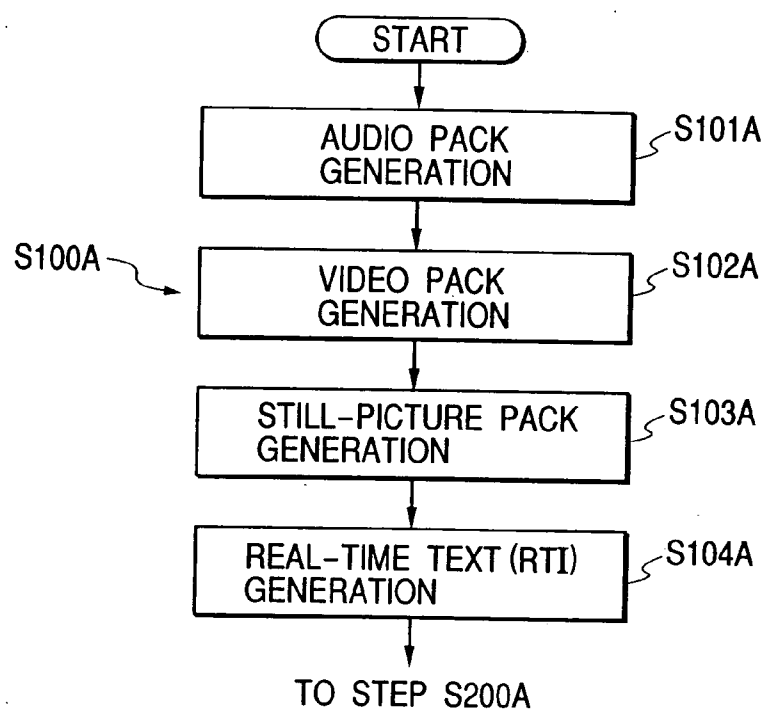 START
AUDIO PACK
GENERATION
S101A
S100A
VIDEO PACK
GENERATION
S102A
STILL-PICTURE PACK
GENERATION
S103A
REAL-TIME TEXT (RTI)
GENERATION
S104A
TO STEP S200A